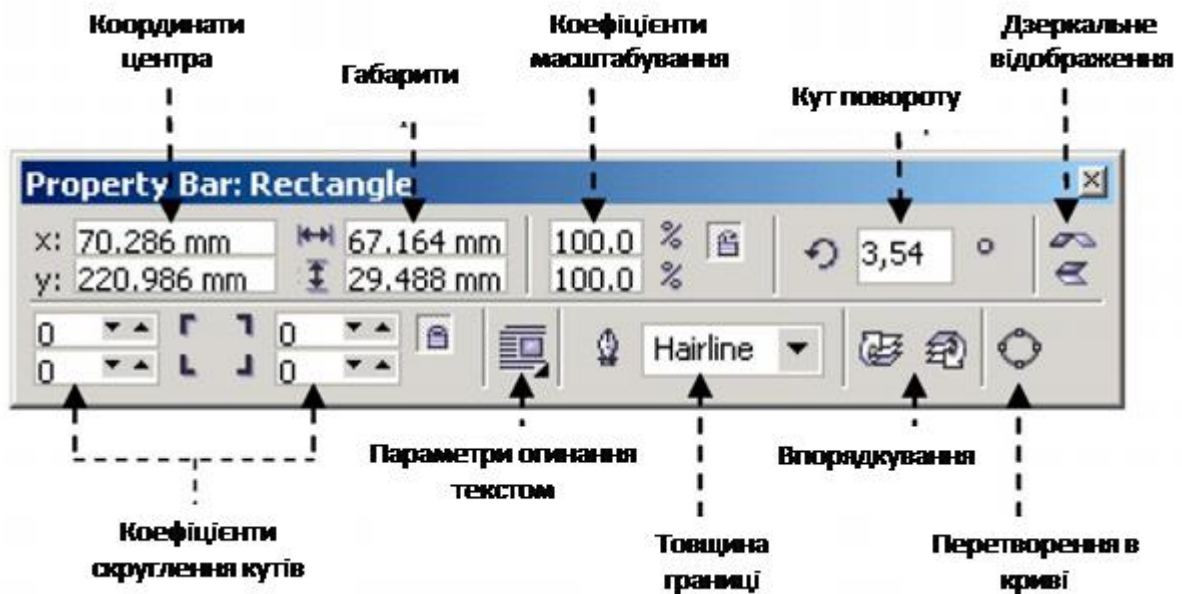 Координати
центра
Габарити
Коефіцієнти
масштабування
Кут повороту
Дзеркальне
відображення
Property Bar: Rectangle
x: 70.286 mm 67.164 mm 100.0 % 3,54 °
y: 220.986 mm 29.488 mm 100.0 %
0 0 Hairline
0 0
Параметри опинання
текстом
Впорядкування
Коефіцієнти
скруглення кутів
Товщина
границі
Перетворення в
криві